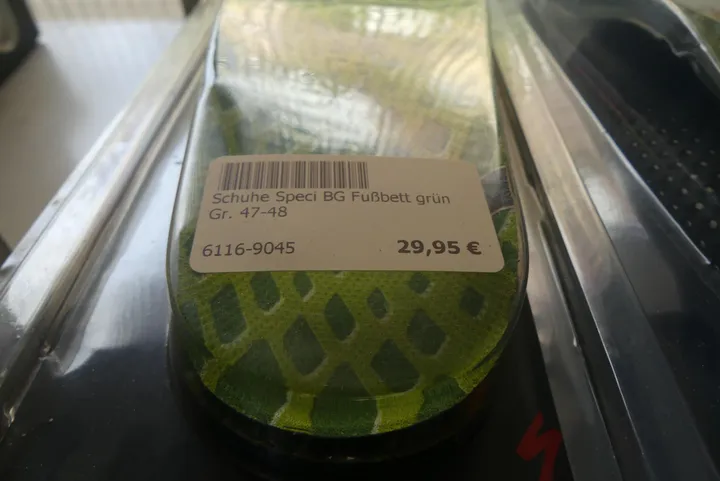 Schuhe Speci BG Fußbett grün
Gr. 47-48
6116-9045
29,95 €